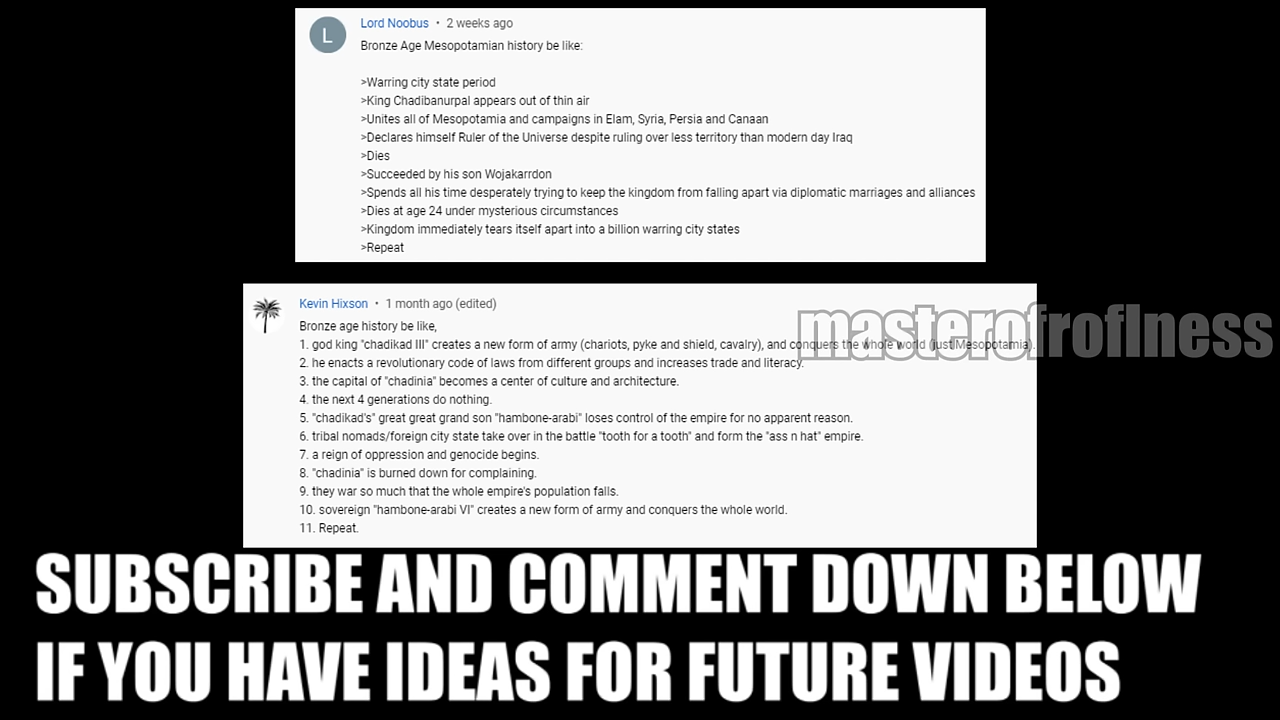 L
Lord Noobus • 2 weeks ago
Bronze Age Mesopotamian history be like:
>Warring city state period
>King Chadibanurpal appears out of thin air
>Unites all of Mesopotamia and campaigns in Elam, Syria, Persia and Canaan
>Declares himself Ruler of the Universe despite ruling over less territory than modern day Iraq
>Dies
>Succeeded by his son Wojakarrdon
>Spends all his time desperately trying to keep the kingdom from falling apart via diplomatic marriages and alliances
>Dies at age 24 under mysterious circumstances
>Kingdom immediately tears itself apart into a billion warring city states
>Repeat
Kevin Hixson • 1 month ago (edited)
Bronze age history be like,
1. god king "chadikad III" creates a new form of army (chariots, pyke and shield, cavalry), and conquers the whole world (just Mesopotamia).
masterofroflness
2. he enacts a revolutionary code of laws from different groups and increases trade and literacy.
3. the capital of "chadinia" becomes a center of culture and architecture.
4. the next 4 generations do nothing.
5. "chadikad's" great great grand son "hambone-arabi" loses control of the empire for no apparent reason.
6. tribal nomads/foreign city state take over in the battle "tooth for a tooth" and form the "ass n hat" empire.
7. a reign of oppression and genocide begins.
8. "chadinia" is burned down for complaining.
9. they war so much that the whole empire's population falls.
10. sovereign "hambone-arabi VI" creates a new form of army and conquers the whole world.
11. Repeat.
SUBSCRIBE AND COMMENT DOWN BELOW
IF YOU HAVE IDEAS FOR FUTURE VIDEOS